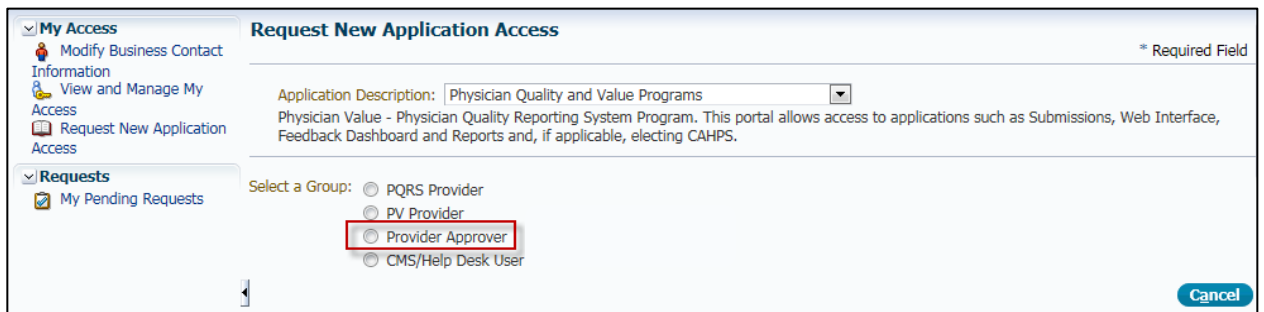 My Access
Modify Business Contact
Information
View and Manage My
Access
Request New Application
Access
Requests
My Pending Requests
Request New Application Access
* Required Field
Application Description: Physician Quality and Value Programs
Physician Value - Physician Quality Reporting System Program. This portal allows access to applications such as Submissions, Web Interface,
Feedback Dashboard and Reports and, if applicable, electing CAHPS.
Select a Group: PQRS Provider
PV Provider
Provider Approver
CMS/Help Desk User
Cancel